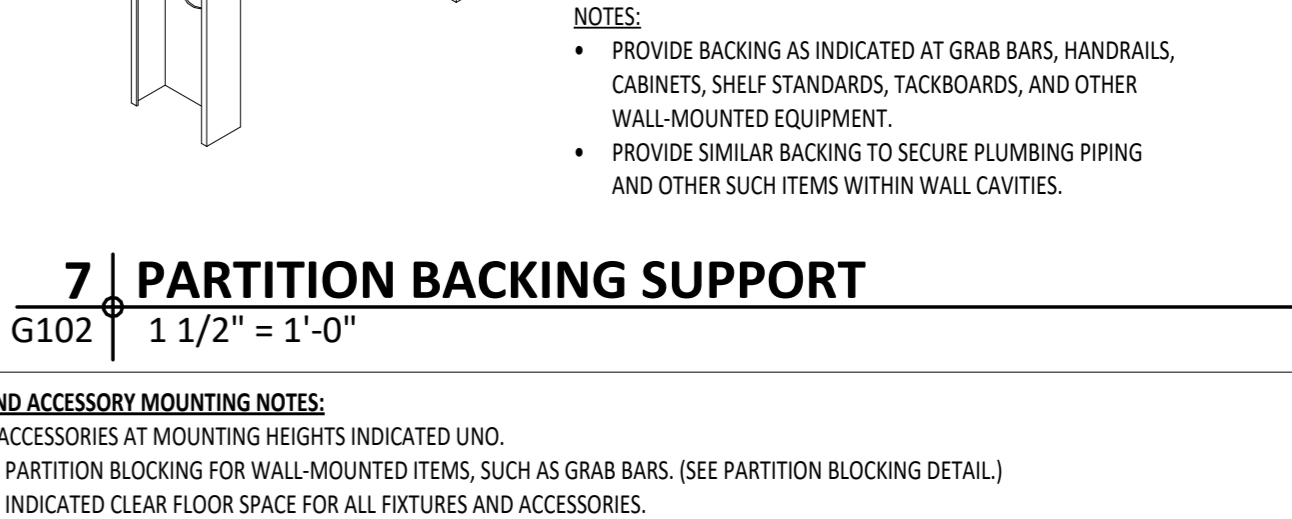 NOTES:
• PROVIDE BACKING AS INDICATED AT GRAB BARS, HANDRAILS,
CABINETS, SHELF STANDARDS, TACKBOARDS, AND OTHER
WALL-MOUNTED EQUIPMENT.
• PROVIDE SIMILAR BACKING TO SECURE PLUMBING PIPING
AND OTHER SUCH ITEMS WITHIN WALL CAVITIES.
7 PARTITION BACKING SUPPORT
G102 1 1/2" = 1'-0"
ACCESSORY MOUNTING NOTES:
ACCESSORIES AT MOUNTING HEIGHTS INDICATED UNO.
PARTITION BLOCKING FOR WALL-MOUNTED ITEMS, SUCH AS GRAB BARS. (SEE PARTITION BLOCKING DETAIL.)
INDICATED CLEAR FLOOR SPACE FOR ALL FIXTURES AND ACCESSORIES.